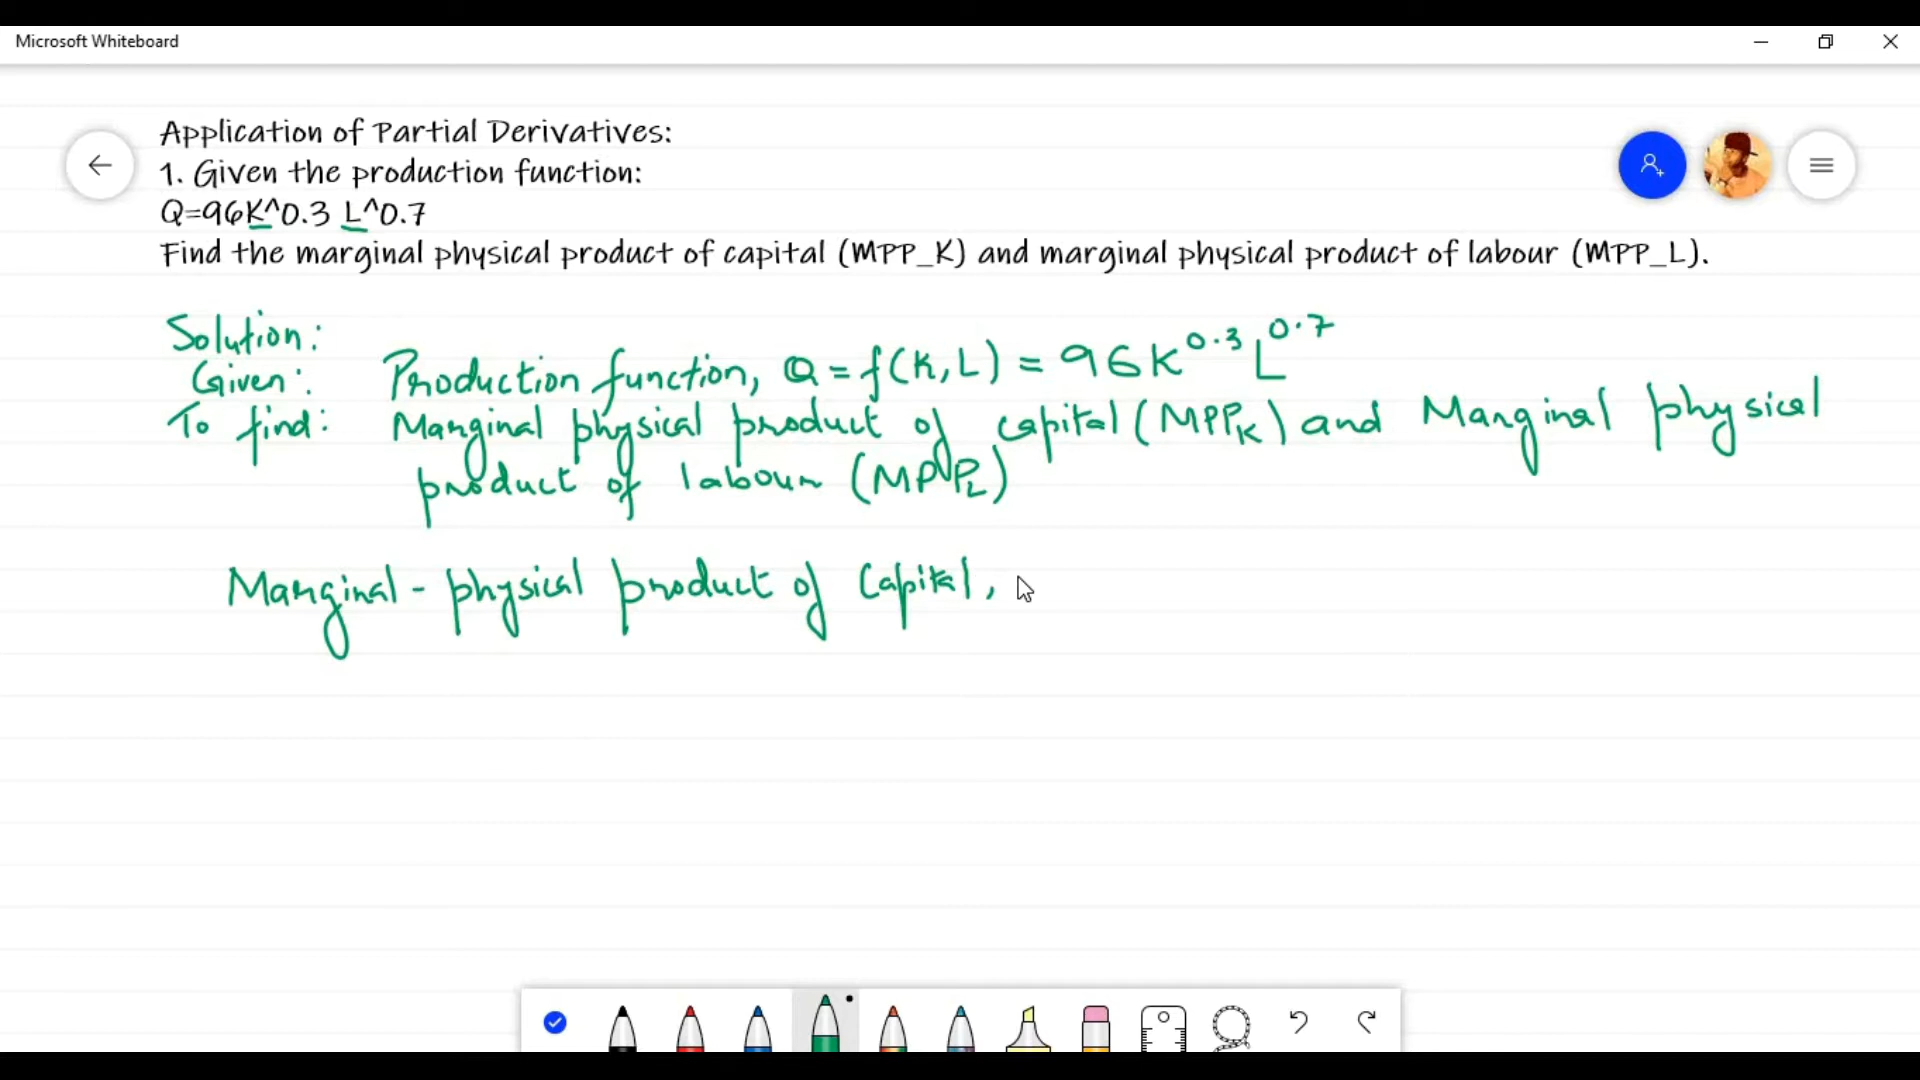 Microsoft Whiteboard
Application of Partial Derivatives:
1. Given the production function:
Q=96K^0.3 L^0.7
Find the marginal physical product of capital (MPP_K) and marginal physical product of labour (MPP_L).
Solution:
Given: Production function, Q = f(K, L) = 96K^0.3 L^0.7
To find: Marginal physical product of capital (MPP_K) and Marginal physical
product of labour (MPP_L)
Marginal - physical product of Capital,